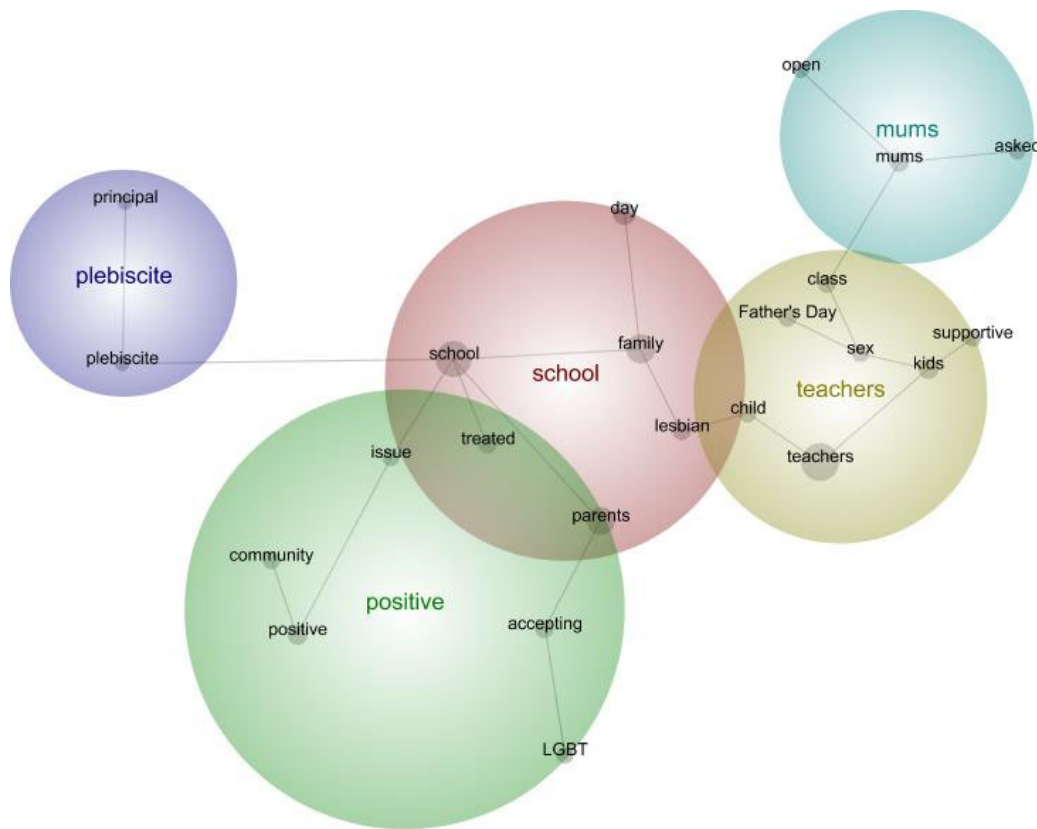 open
mums
mums
asked
principal
day
plebiscite
class
Father's Day
supportive
plebiscite
school
family
sex
kids
school
teachers
child
lesbian
treated
issue
teachers
parents
community
positive
accepting
positive
LGBT